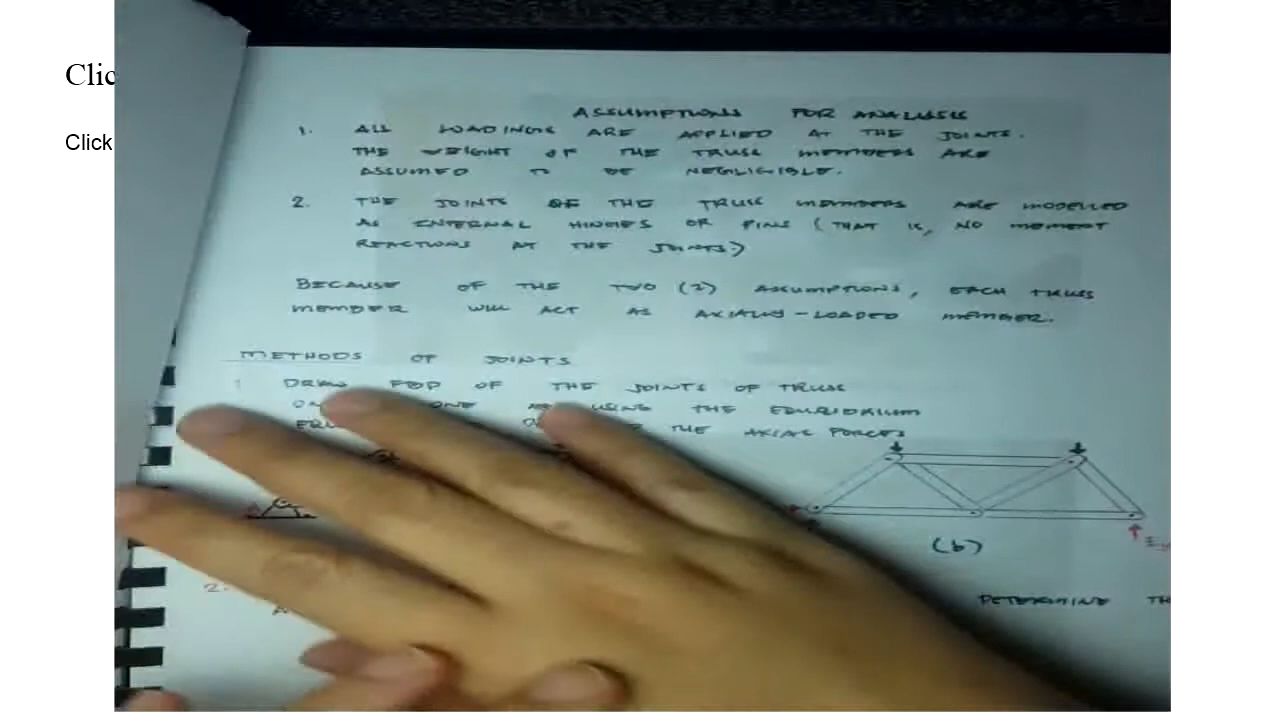 Clic
Click
ASSUMPTIONS FOR ANALYSIS
1. ALL LOADINGS ARE APPLIED AT THE JOINTS.
THE WEIGHT OF THE TRUSS MEMBERS ARE
ASSUMED TO BE NEGLIGIBLE.
2. THE JOINTS OF THE TRUSS MEMBERS ARE MODELLED
AS INTERNAL HINGES OR PINS (THAT IS, NO MOMENT
REACTIONS AT THE JOINTS.)
BECAUSE OF THE TWO (2) ASSUMPTIONS, EACH TRUSS
MEMBER WILL ACT AS AXIALLY-LOADED MEMBER.
METHODS OF JOINTS
1 DRAW FBD OF THE JOINTS OF TRUSS
ONE USING THE EQUILIBRIUM
THE AXIAL FORCES
(b)
2.
DETERMINE TH